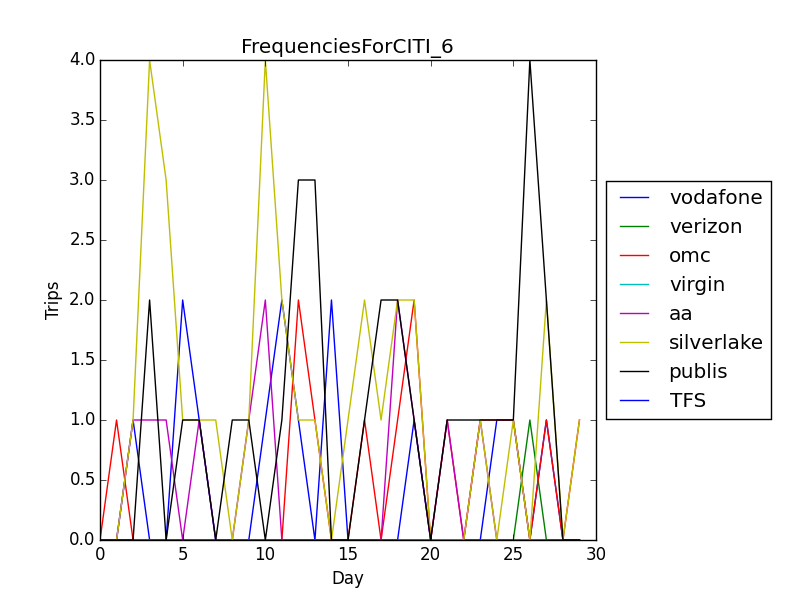 FrequenciesForCITI_6
4.0
3.5
3.0
2.5
2.0
1.5
1.0
0.5
0.0
Trips
0 5 10 15 20 25 30
Day
vodafone
verizon
omc
virgin
aa
silverlake
publis
TFS